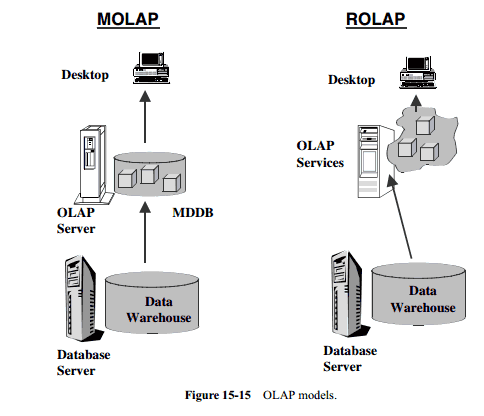 MOLAP
ROLAP
Desktop
Desktop
OLAP
Services
OLAP
Server
MDDB
Data
Warehouse
Data
Warehouse
Database
Server
Database
Server
Figure 15-15 OLAP models.